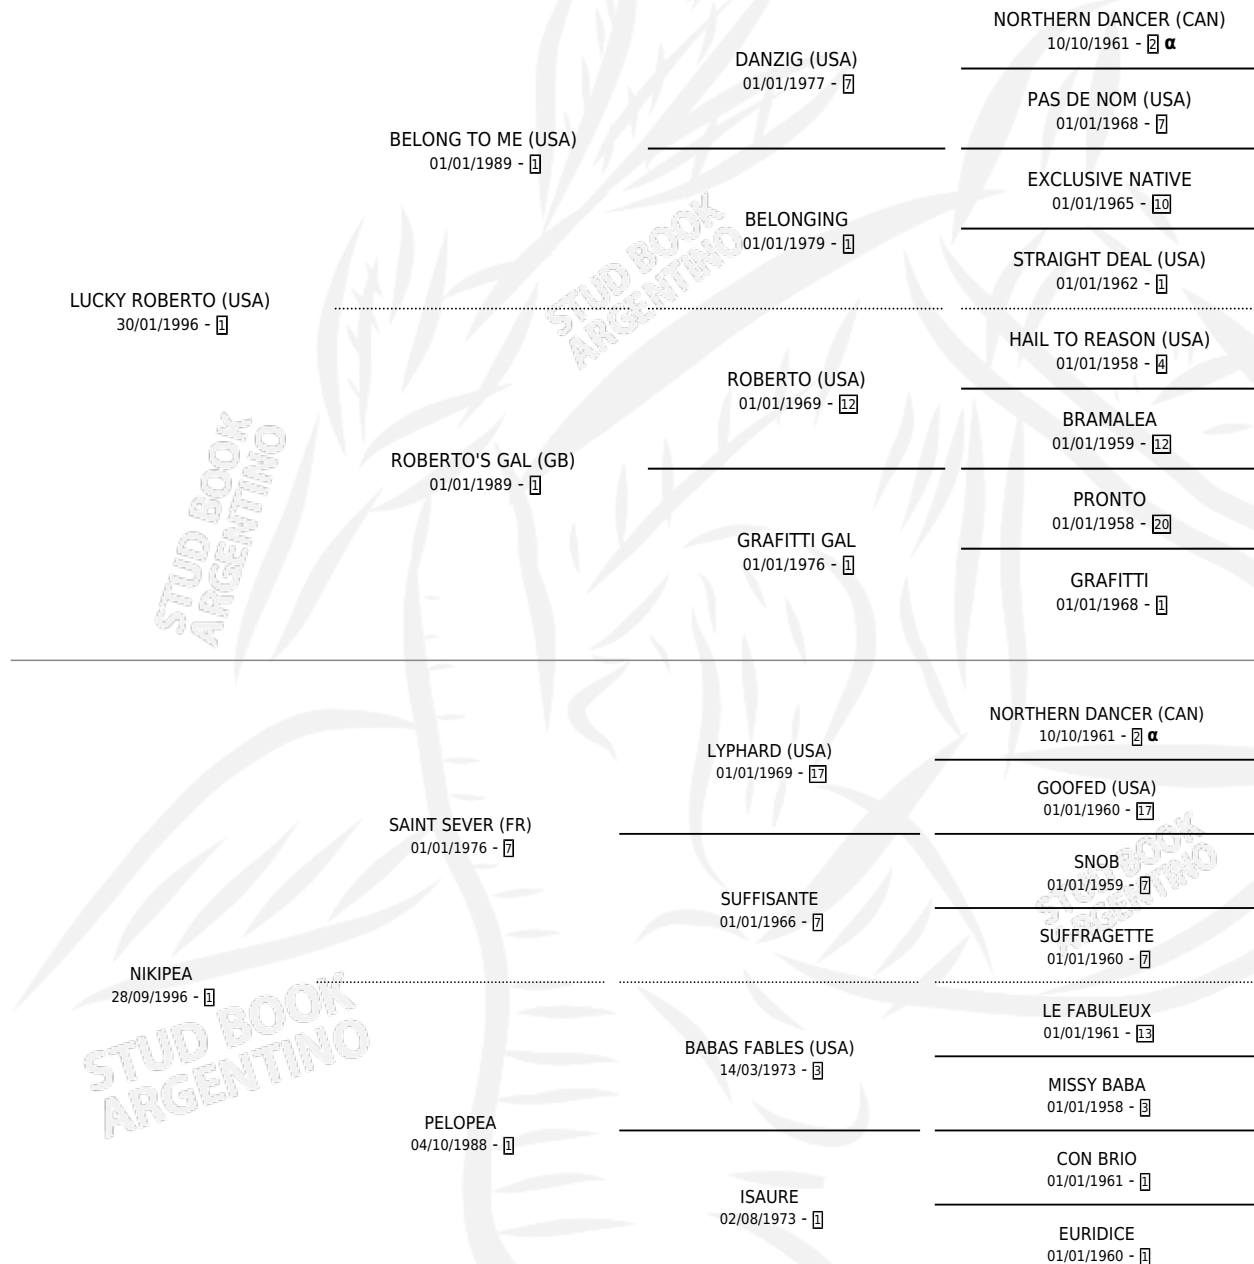 NORTHERN DANCER (CAN)
10/10/1961 - 2 α
DANZIG (USA)
01/01/1977 - 7
PAS DE NOM (USA)
01/01/1968 - 7
BELONG TO ME (USA)
01/01/1989 - 1
EXCLUSIVE NATIVE
01/01/1965 - 10
BELONGING
01/01/1979 - 1
STRAIGHT DEAL (USA)
01/01/1962 - 1
LUCKY ROBERTO (USA)
30/01/1996 - 1
HAIL TO REASON (USA)
01/01/1958 - 4
ROBERTO (USA)
01/01/1969 - 12
BRAMALEA
01/01/1959 - 12
ROBERTO'S GAL (GB)
01/01/1989 - 1
PRONTO
01/01/1958 - 20
GRAFITTI GAL
01/01/1976 - 1
GRAFITTI
01/01/1968 - 1
STUD BOOK
ARGENTINO
STUD BOOK
ARGENTINO
NORTHERN DANCER (CAN)
10/10/1961 - 2 α
LYPHARD (USA)
01/01/1969 - 17
GOOFED (USA)
01/01/1960 - 17
SAINT SEVER (FR)
01/01/1976 - 7
SNOB
01/01/1959 - 7
SUFFISANTE
01/01/1966 - 7
SUFFRAGETTE
01/01/1960 - 7
NIKIPEA
28/09/1996 - 1
LE FABULEUX
01/01/1961 - 13
BABAS FABLES (USA)
14/03/1973 - 3
MISSY BABA
01/01/1958 - 3
PELOPEA
04/10/1988 - 1
CON BRIO
01/01/1961 - 1
ISAURE
02/08/1973 - 1
EURIDICE
01/01/1960 - 1
STUD BOOK
ARGENTINO
STUD BOOK
ARGENTINO